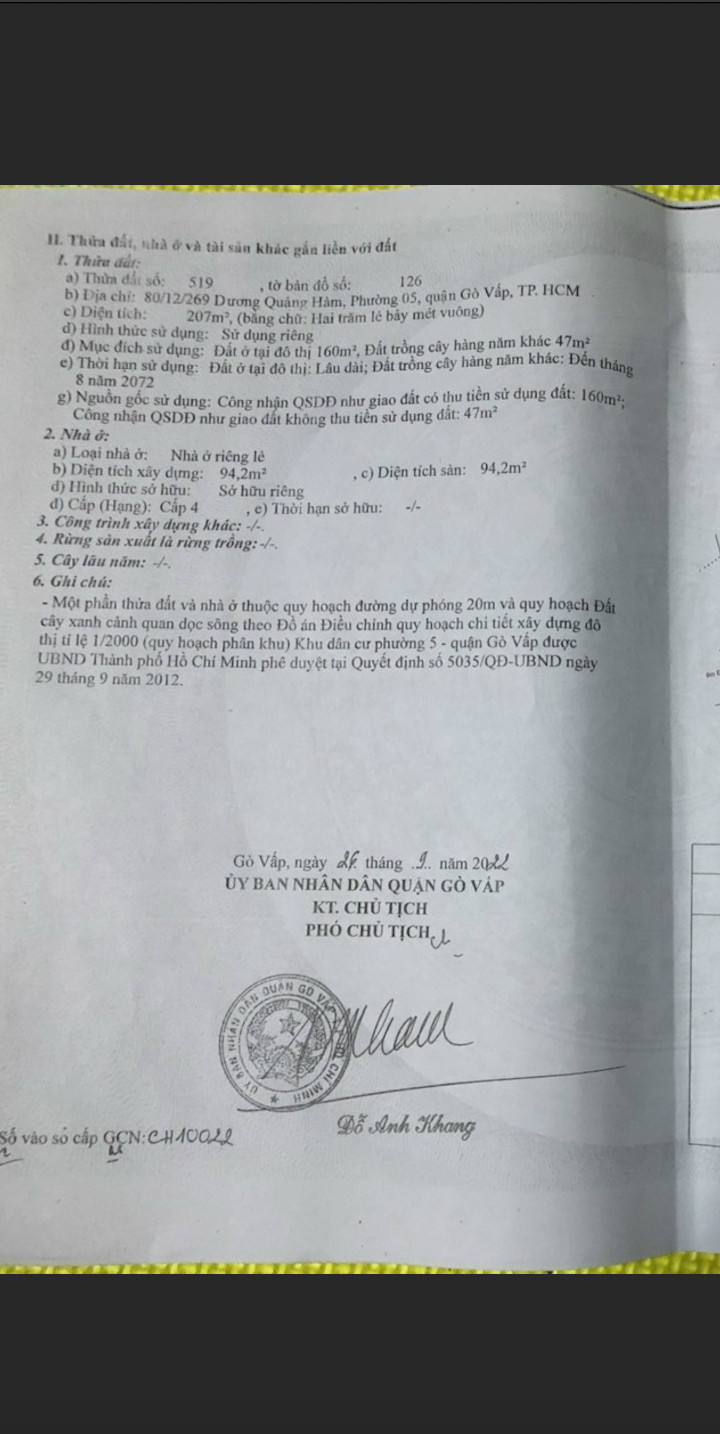 II. Thửa đất, nhà ở và tài sản khác gắn liền với đất
1. Thửa đất:
a) Thửa đất số: 519 , tờ bản đồ số: 126
b) Địa chỉ: 80/12/269 Dương Quảng Hàm, Phường 05, quận Gò Vấp, TP. HCM
c) Diện tích: 207m², (bằng chữ: Hai trăm lẻ bảy mét vuông)
d) Hình thức sử dụng: Sử dụng riêng
đ) Mục đích sử dụng: Đất ở tại đô thị 160m², Đất trồng cây hàng năm khác 47m²
e) Thời hạn sử dụng: Đất ở tại đô thị: Lâu dài; Đất trồng cây hàng năm khác: Đến tháng
8 năm 2072
g) Nguồn gốc sử dụng: Công nhận QSDĐ như giao đất có thu tiền sử dụng đất: 160m²;
Công nhận QSDĐ như giao đất không thu tiền sử dụng đất: 47m²
2. Nhà ở:
a) Loại nhà ở: Nhà ở riêng lẻ
b) Diện tích xây dựng: 94,2m² , c) Diện tích sàn: 94,2m²
d) Hình thức sở hữu: Sở hữu riêng
đ) Cấp (Hạng): Cấp 4 , e) Thời hạn sở hữu: -/-
3. Công trình xây dựng khác: -/-.
4. Rừng sản xuất là rừng trồng: -/-.
5. Cây lâu năm: -/-.
6. Ghi chú:
- Một phần thửa đất và nhà ở thuộc quy hoạch đường dự phóng 20m và quy hoạch Đất
cây xanh cảnh quan dọc sông theo Đồ án Điều chỉnh quy hoạch chi tiết xây dựng đô
thị tỉ lệ 1/2000 (quy hoạch phân khu) Khu dân cư phường 5 - quận Gò Vấp được
UBND Thành phố Hồ Chí Minh phê duyệt tại Quyết định số 5035/QĐ-UBND ngày
29 tháng 9 năm 2012.
Gò Vấp, ngày tháng .9.. năm 2022
ỦY BAN NHÂN DÂN QUẬN GÒ VẤP
KT. CHỦ TỊCH
PHÓ CHỦ TỊCH
ỦY BAN NHÂN DÂN QUẬN GÒ VẤP CHÍ MINH
Đỗ Anh Khang
Số vào sổ cấp GCN: CH10022